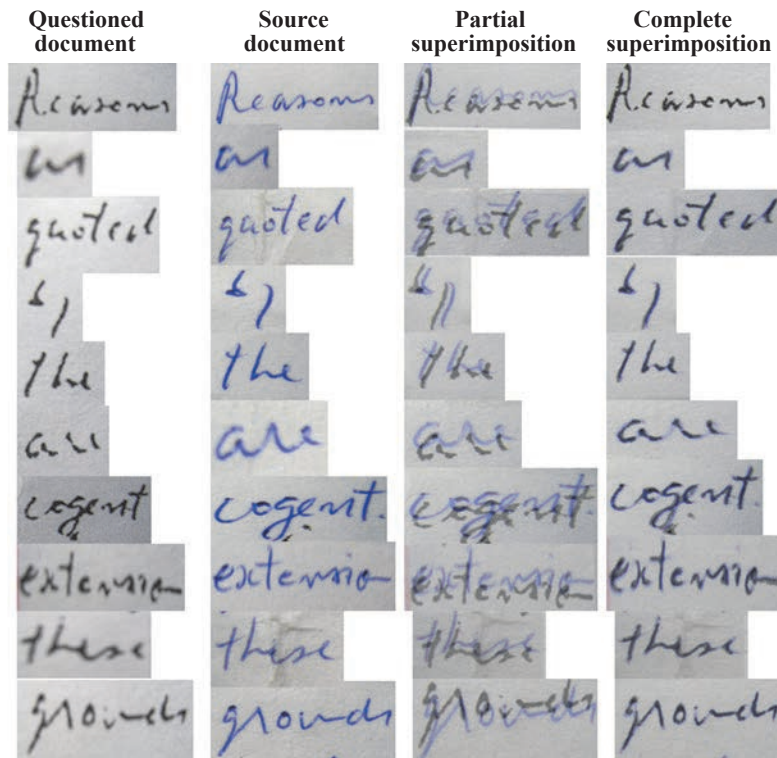 Questioned document Source document Partial superimposition Complete superimposition
Reasons Reasons Reasons Reasons
as as as as
quoted quoted quoted quoted
by by by by
the the the the
are are are are
cogent cogent. cogent. cogent.
extension extension extension extension
these these these these
grounds grounds grounds grounds